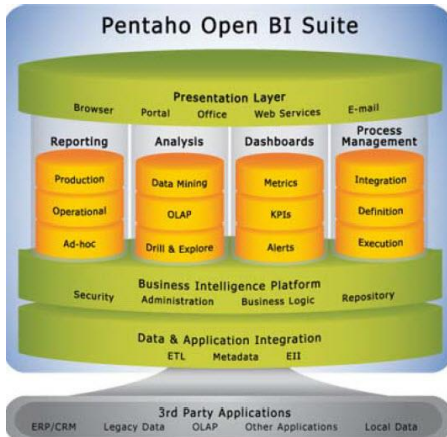 Pentaho Open BI Suite
Presentation Layer
Browser Portal Office Web Services E-mail
Reporting Analysis Dashboards Process Management
Production Data Mining Metrics Integration
Operational OLAP KPIs Definition
Ad-hoc Drill & Explore Alerts Execution
Business Intelligence Platform
Security Administration Business Logic Repository
Data & Application Integration
ETL Metadata EII
3rd Party Applications
ERP/CRM Legacy Data OLAP Other Applications Local Data